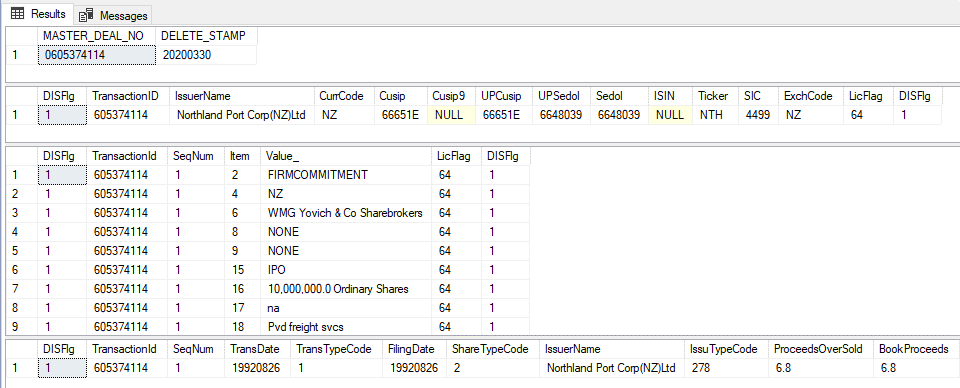 Results Messages
MASTER_DEAL_NO DELETE_STAMP
1 0605374114 20200330
DISFlg TransactionID IssuerName CurrCode Cusip Cusip9 UPCusip UPSedol Sedol ISIN Ticker SIC ExchCode LicFlag DISFlg
1 1 605374114 Northland Port Corp(NZ)Ltd NZ 66651E NULL 66651E 6648039 6648039 NULL NTH 4499 NZ 64 1
DISFlg TransactionId SeqNum Item Value_ LicFlag DISFlg
1 1 605374114 1 2 FIRMCOMMITMENT 64 1
2 1 605374114 1 4 NZ 64 1
3 1 605374114 1 6 WMG Yovich & Co Sharebrokers 64 1
4 1 605374114 1 8 NONE 64 1
5 1 605374114 1 9 NONE 64 1
6 1 605374114 1 15 IPO 64 1
7 1 605374114 1 16 10,000,000.0 Ordinary Shares 64 1
8 1 605374114 1 17 na 64 1
9 1 605374114 1 18 Pvd freight svcs 64 1
DISFlg TransactionId SeqNum TransDate TransTypeCode FilingDate ShareTypeCode IssuerName IssuTypeCode ProceedsOverSold BookProceeds
1 1 605374114 1 19920826 1 19920826 2 Northland Port Corp(NZ)Ltd 278 6.8 6.8